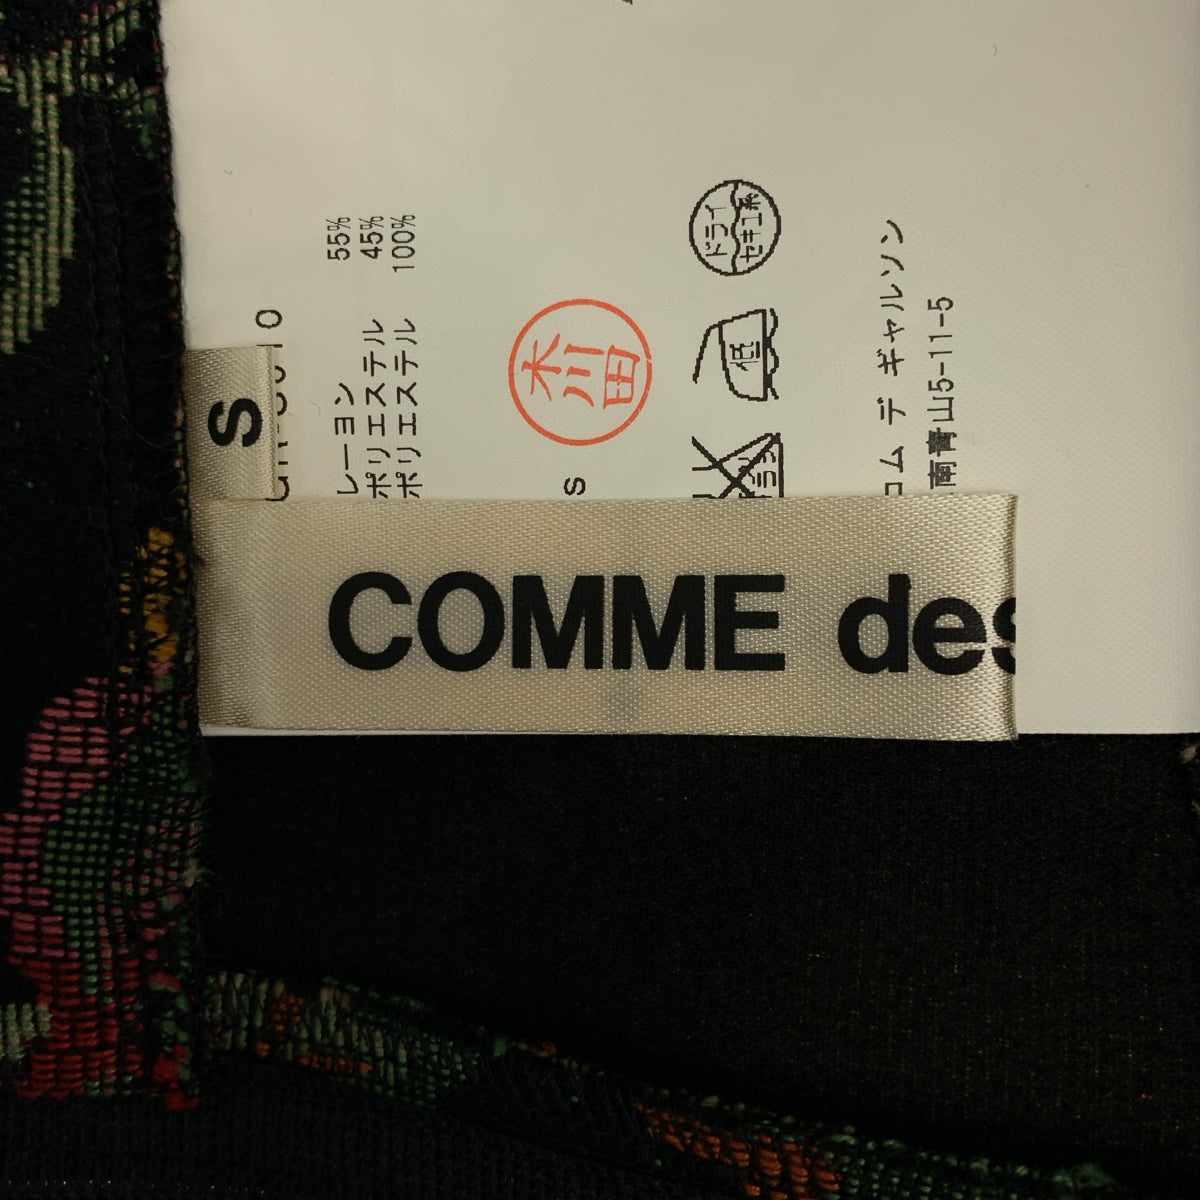 COMME des
S
レーヨン 55%
ポリエステル 45%
ポリエステル 100%
木田川
S
低
ドライ
セキユ系
コム デ ギャルソン
南青山5-11-5